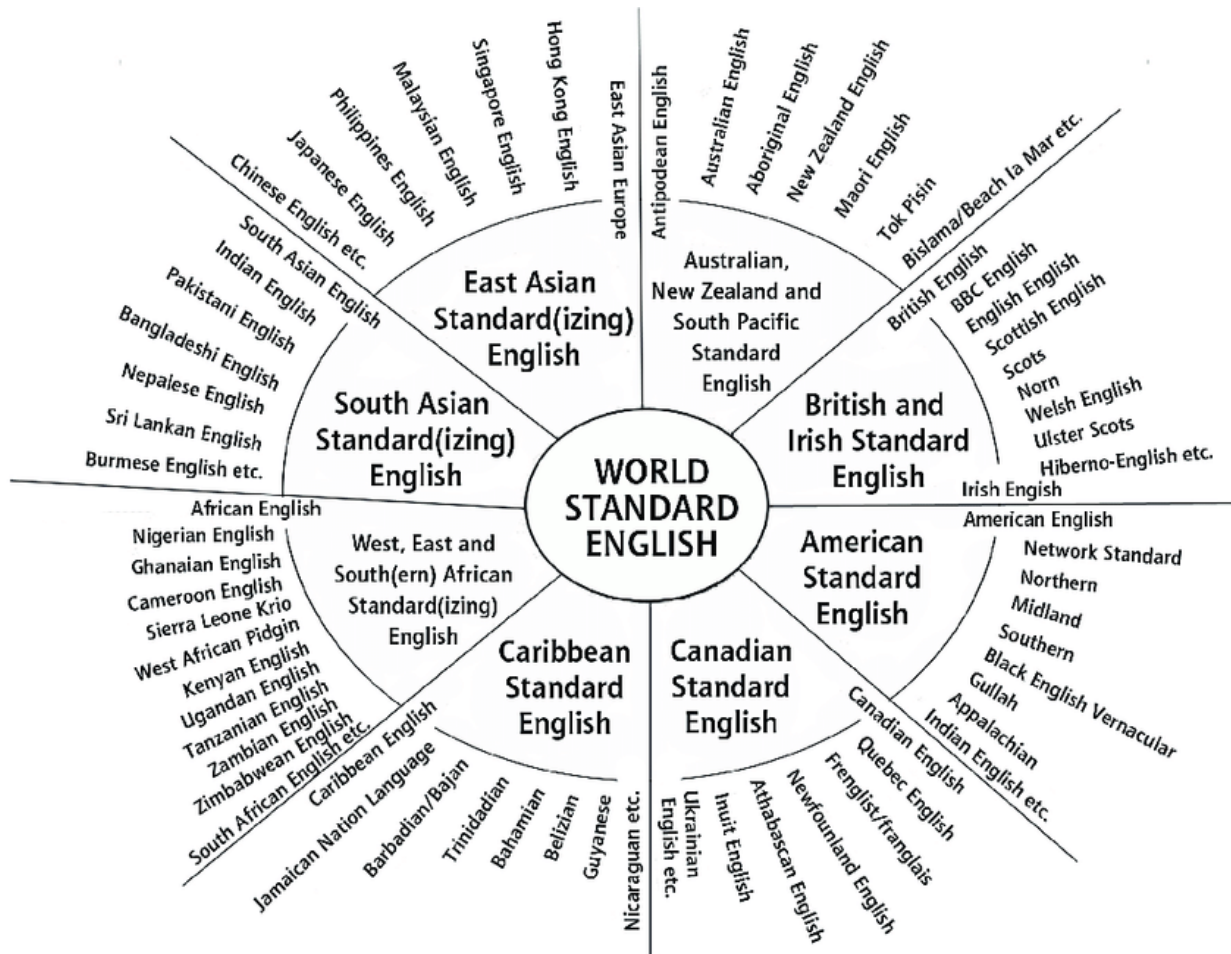 WORLD
STANDARD
ENGLISH
East Asian
Standard(izing)
English
East Asian Europe
Hong Kong English
Singapore English
Malaysian English
Philippines English
Japanese English
Chinese English etc.
Australian,
New Zealand and
South Pacific
Standard
English
Antipodean English
Australian English
Aboriginal English
New Zealand English
Maori English
Tok Pisin
Bislama/Beach la Mar etc.
British and
Irish Standard
English
British English
BBC English
English English
Scottish English
Scots
Norn
Welsh English
Ulster Scots
Hiberno-English etc.
Irish Engish
American
Standard
English
American English
Network Standard
Northern
Midland
Southern
Black English Vernacular
Gullah
Appalachian
Indian English etc.
Canadian
Standard
English
Canadian English
Quebec English
Frenglist/franglais
Newfounland English
Athabascan English
Inuit English
Ukrainian
English etc.
Caribbean
Standard
English
Caribbean English
Jamaican Nation Language
Barbadian/Bajan
Trinidadian
Bahamian
Belizian
Guyanese
Nicaraguan etc.
West, East and
South(ern) African
Standard(izing)
English
African English
Nigerian English
Ghanaian English
Cameroon English
Sierra Leone Krio
West African Pidgin
Kenyan English
Ugandan English
Tanzanian English
Zambian English
Zimbabwean English
South African English etc.
South Asian
Standard(izing)
English
South Asian English
Indian English
Pakistani English
Bangladeshi English
Nepalese English
Sri Lankan English
Burmese English etc.